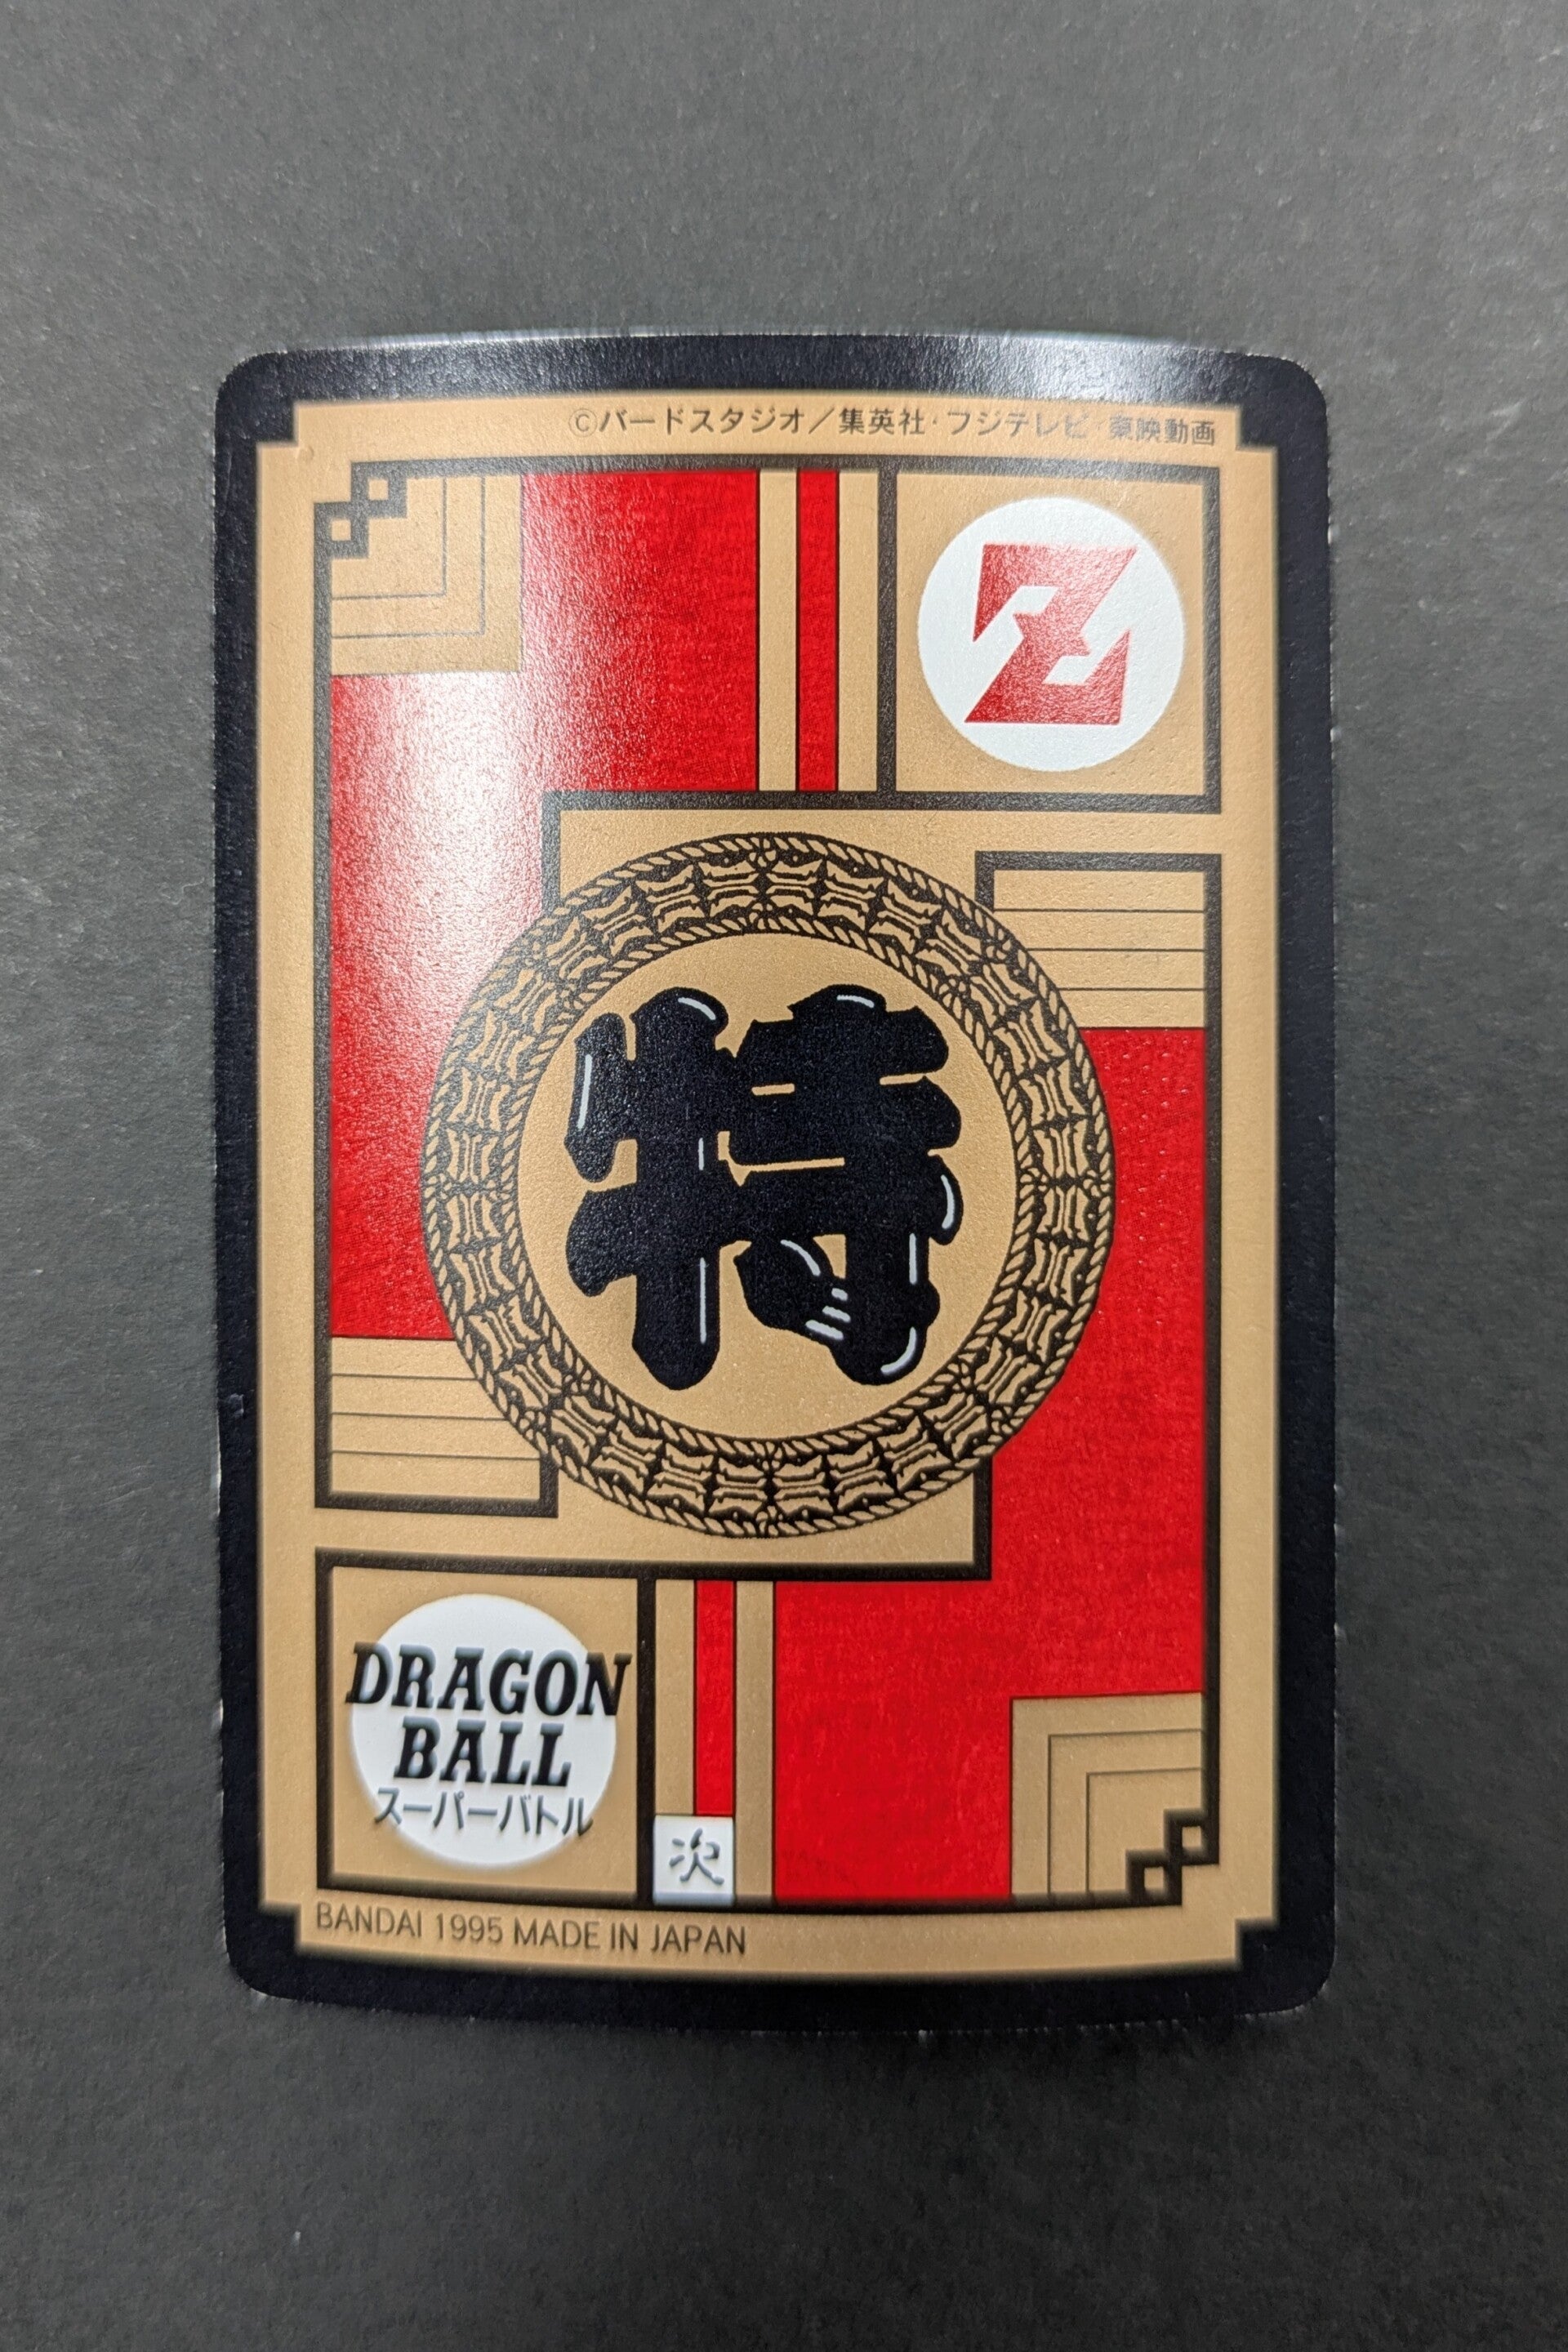 ©バードスタジオ／集英社・フジテレビ・東映動画
Z
特
DRAGON
BALL
スーパーバトル
次
BANDAI 1995 MADE IN JAPAN